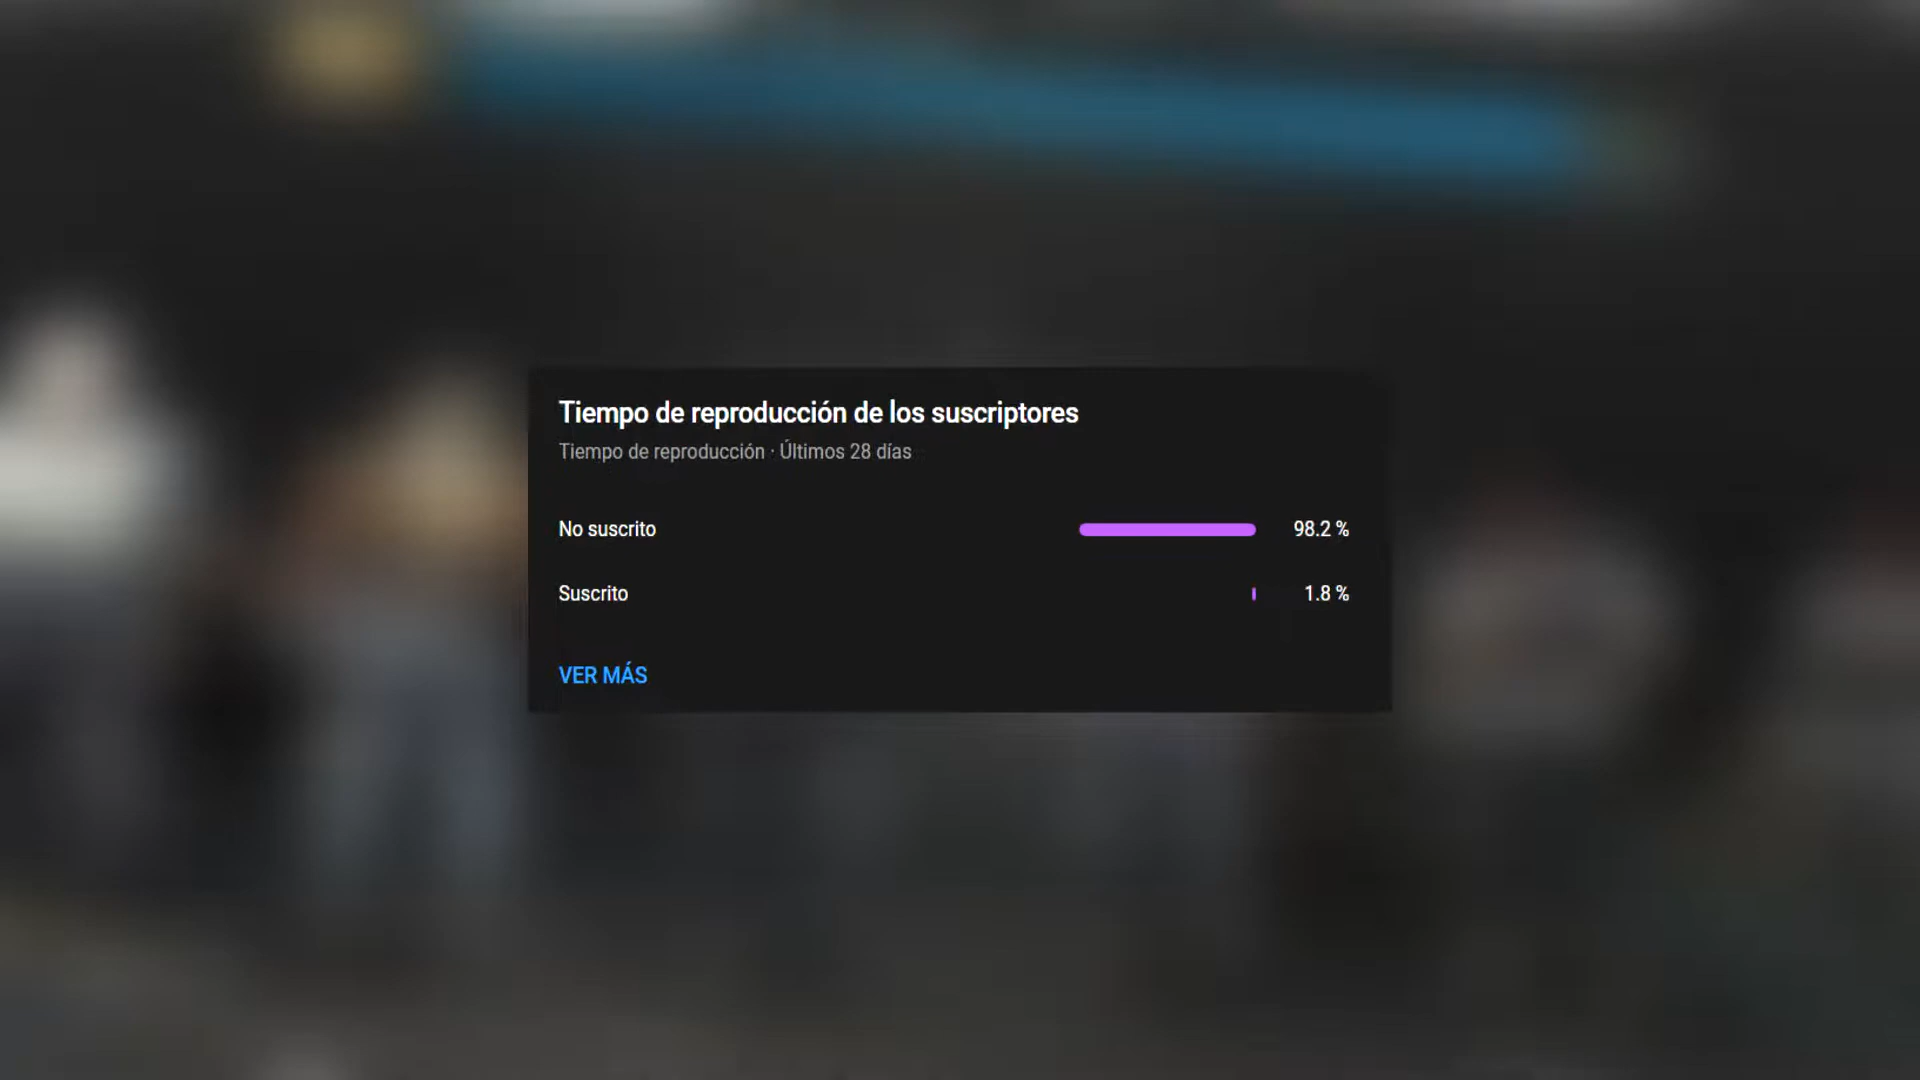 Tiempo de reproducción de los suscriptores
Tiempo de reproducción · Últimos 28 días
No suscrito 98.2 %
Suscrito 1.8 %
VER MÁS